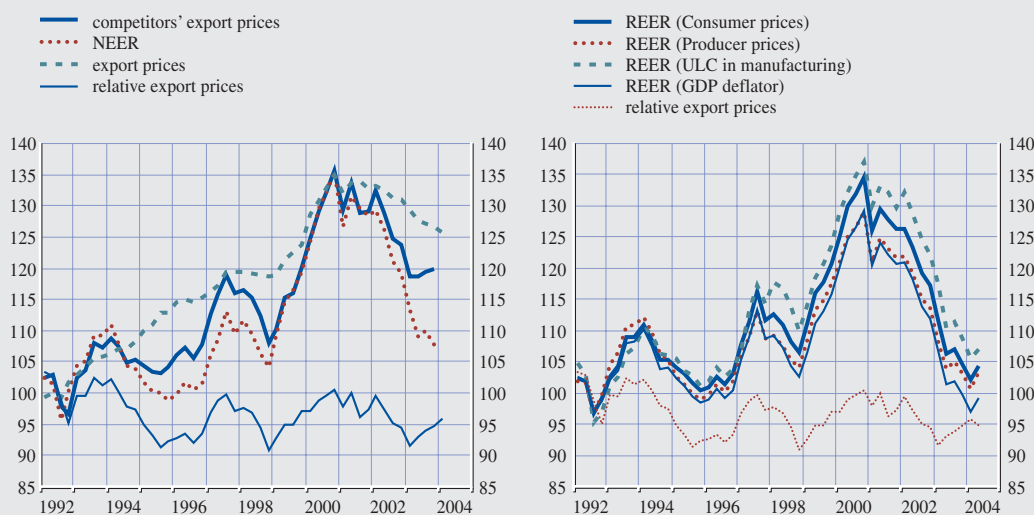 competitors' export prices
NEER
export prices
relative export prices
140 140
135 135
130 130
125 125
120 120
115 115
110 110
105 105
100 100
95 95
90 90
85 85
1992 1994 1996 1998 2000 2002 2004
REER (Consumer prices)
REER (Producer prices)
REER (ULC in manufacturing)
REER (GDP deflator)
relative export prices
140 140
135 135
130 130
125 125
120 120
115 115
110 110
105 105
100 100
95 95
90 90
85 85
1992 1994 1996 1998 2000 2002 2004